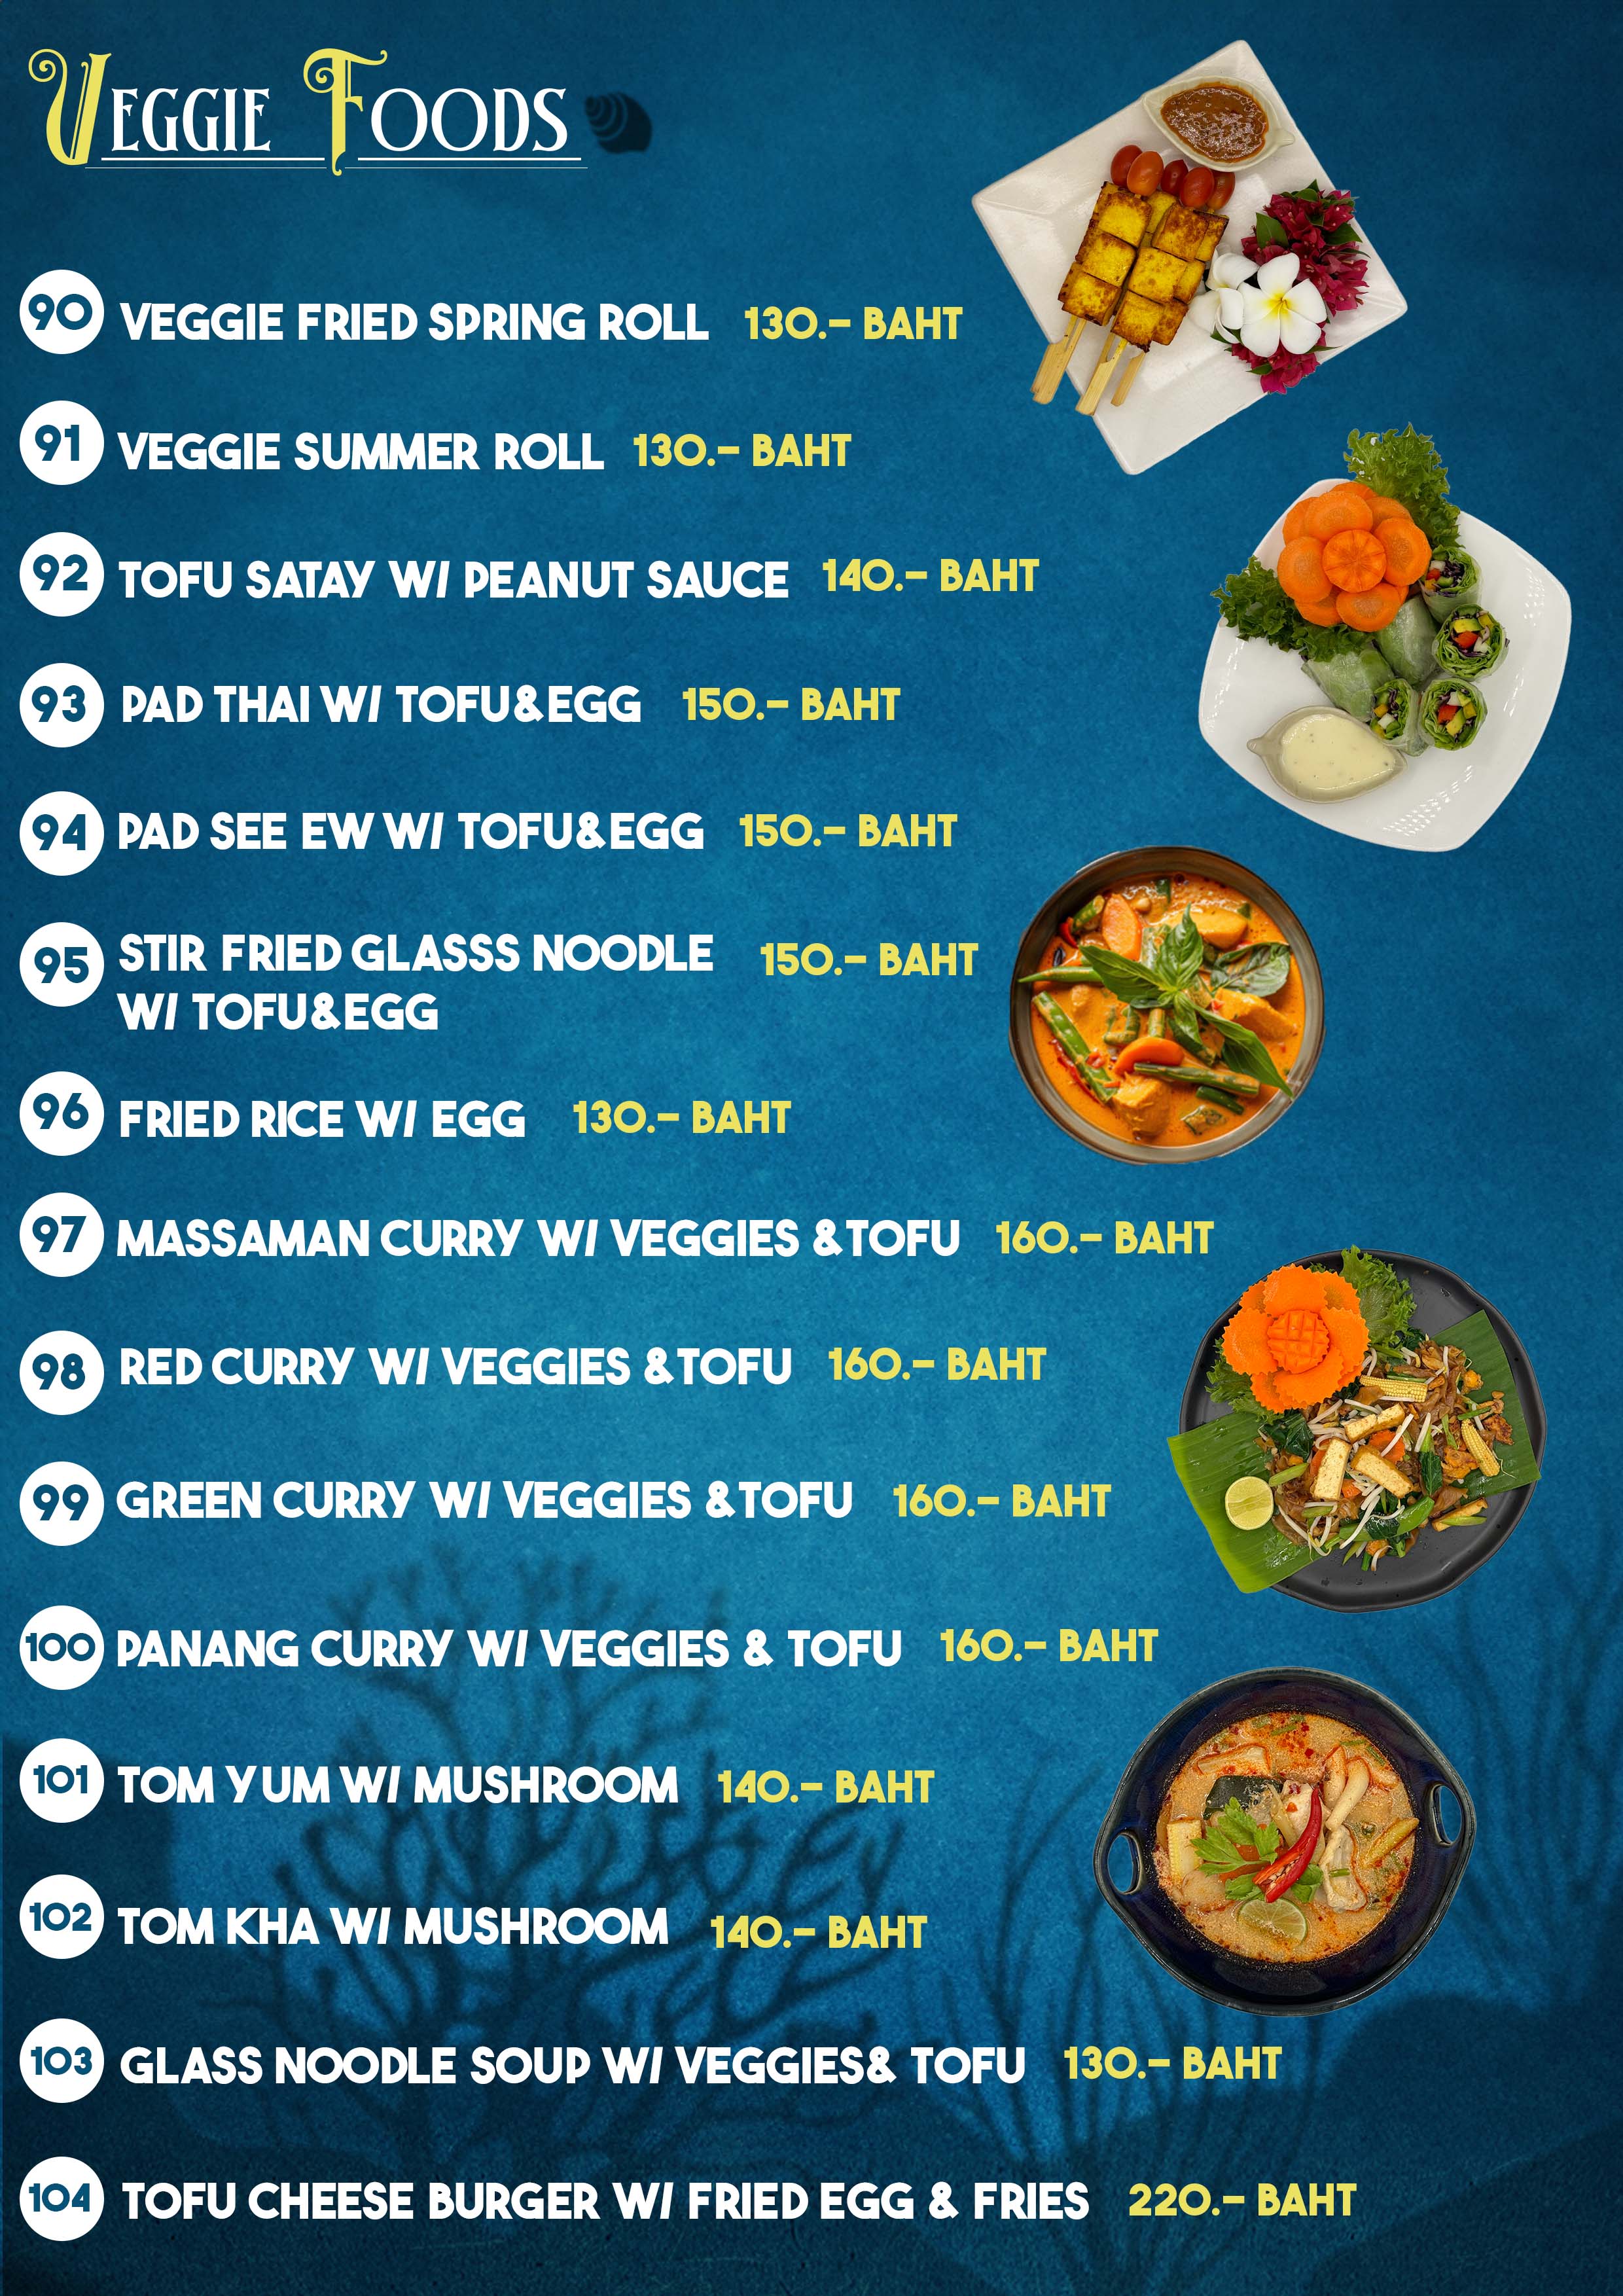 VEGGIE FOODS
90 VEGGIE FRIED SPRING ROLL 130.- BAHT
91 VEGGIE SUMMER ROLL 130.- BAHT
92 TOFU SATAY W/ PEANUT SAUCE 140.- BAHT
93 PAD THAI W/ TOFU&EGG 150.- BAHT
94 PAD SEE EW W/ TOFU&EGG 150.- BAHT
95 STIR FRIED GLASSS NOODLE 150.- BAHT
W/ TOFU&EGG
96 FRIED RICE W/ EGG 130.- BAHT
97 MASSAMAN CURRY W/ VEGGIES &TOFU 160.- BAHT
98 RED CURRY W/ VEGGIES &TOFU 160.- BAHT
99 GREEN CURRY W/ VEGGIES &TOFU 160.- BAHT
100 PANANG CURRY W/ VEGGIES & TOFU 160.- BAHT
101 TOM YUM W/ MUSHROOM 140.- BAHT
102 TOM KHA W/ MUSHROOM 140.- BAHT
103 GLASS NOODLE SOUP W/ VEGGIES& TOFU 130.- BAHT
104 TOFU CHEESE BURGER W/ FRIED EGG & FRIES 220.- BAHT